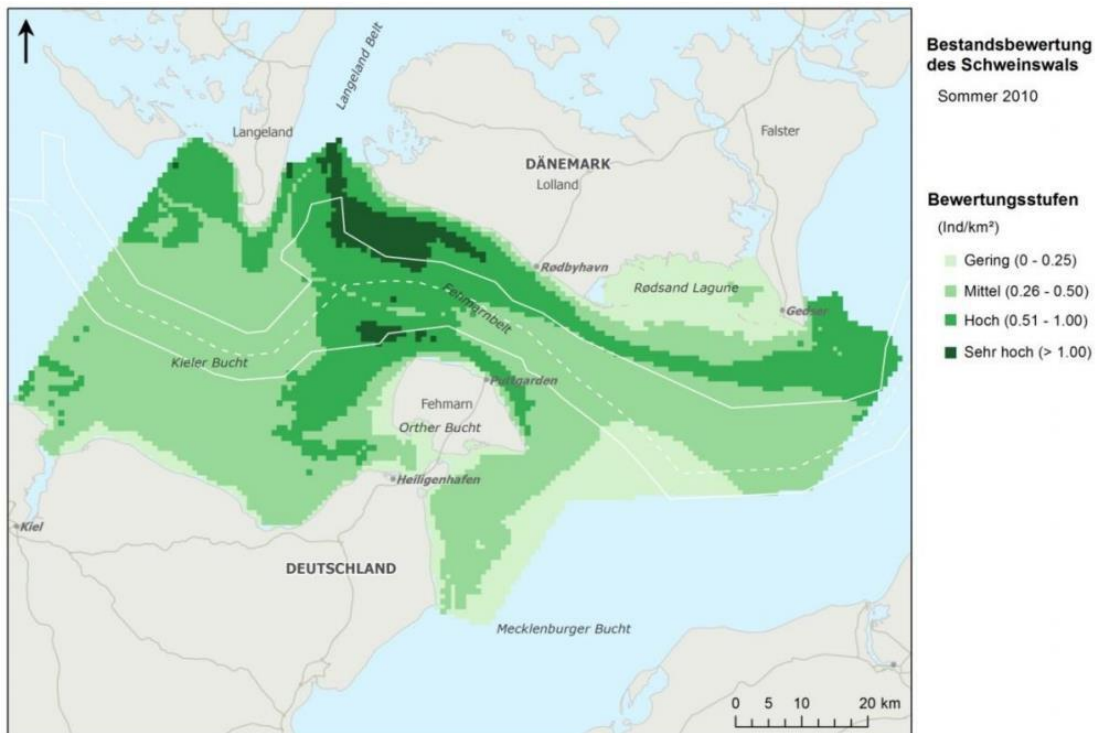 Langeland Belt
Langeland
DÄNEMARK
Lolland
Falster
Rødbyhavn
Rødsand Lagune
Gedser
Fehmarnbelt
Kieler Bucht
Puttgarden
Fehmarn
Orther Bucht
Heiligenhafen
Kiel
DEUTSCHLAND
Mecklenburger Bucht
0 5 10 20 km
Bestandsbewertung
des Schweinswals
Sommer 2010
Bewertungsstufen
(Ind/km²)
Gering (0 - 0.25)
Mittel (0.26 - 0.50)
Hoch (0.51 - 1.00)
Sehr hoch (> 1.00)